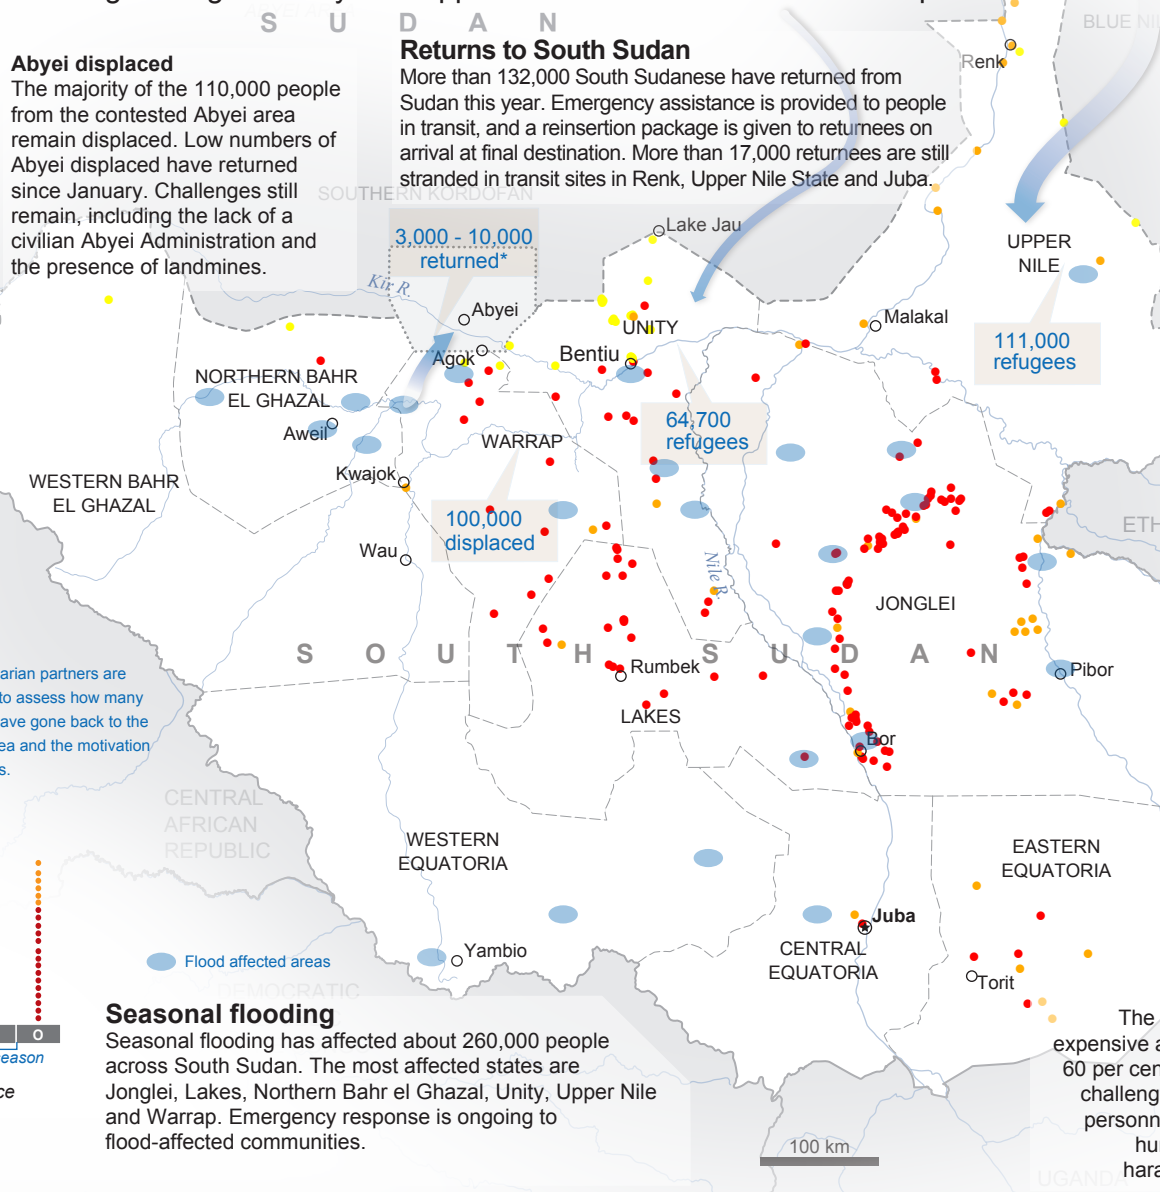 S U D A N
BLUE NI
Abyei displaced
The majority of the 110,000 people
from the contested Abyei area
remain displaced. Low numbers of
Abyei displaced have returned
since January. Challenges still
remain, including the lack of a
civilian Abyei Administration and
the presence of landmines.
Returns to South Sudan
More than 132,000 South Sudanese have returned from
Sudan this year. Emergency assistance is provided to people
in transit, and a reinsertion package is given to returnees on
arrival at final destination. More than 17,000 returnees are still
stranded in transit sites in Renk, Upper Nile State and Juba.
Renk
SOUTHERN KORDOFAN
3,000 - 10,000
returned*
Lake Jau
UPPER
NILE
Kir R.
Abyei
UNITY
Malakal
111,000
refugees
Agok
Bentiu
NORTHERN BAHR
EL GHAZAL
Aweil
64,700
refugees
WARRAP
Kwajok
WESTERN BAHR
EL GHAZAL
100,000
displaced
ETH
Wau
Nile R.
JONGLEI
S O U T H S U D A N
Rumbek
Pibor
arian partners are
to assess how many
ave gone back to the
ea and the motivation
s.
LAKES
Bor
CENTRAL
AFRICAN
REPUBLIC
WESTERN
EQUATORIA
EASTERN
EQUATORIA
Juba
CENTRAL
EQUATORIA
Yambio
Torit
Flood affected areas
DEMOCRATIC
O
eason
ce
Seasonal flooding
Seasonal flooding has affected about 260,000 people
across South Sudan. The most affected states are
Jonglei, Lakes, Northern Bahr el Ghazal, Unity, Upper Nile
and Warrap. Emergency response is ongoing to
flood-affected communities.
The
expensive a
60 per cen
challeng
personn
hu
hara
100 km
UGANDA